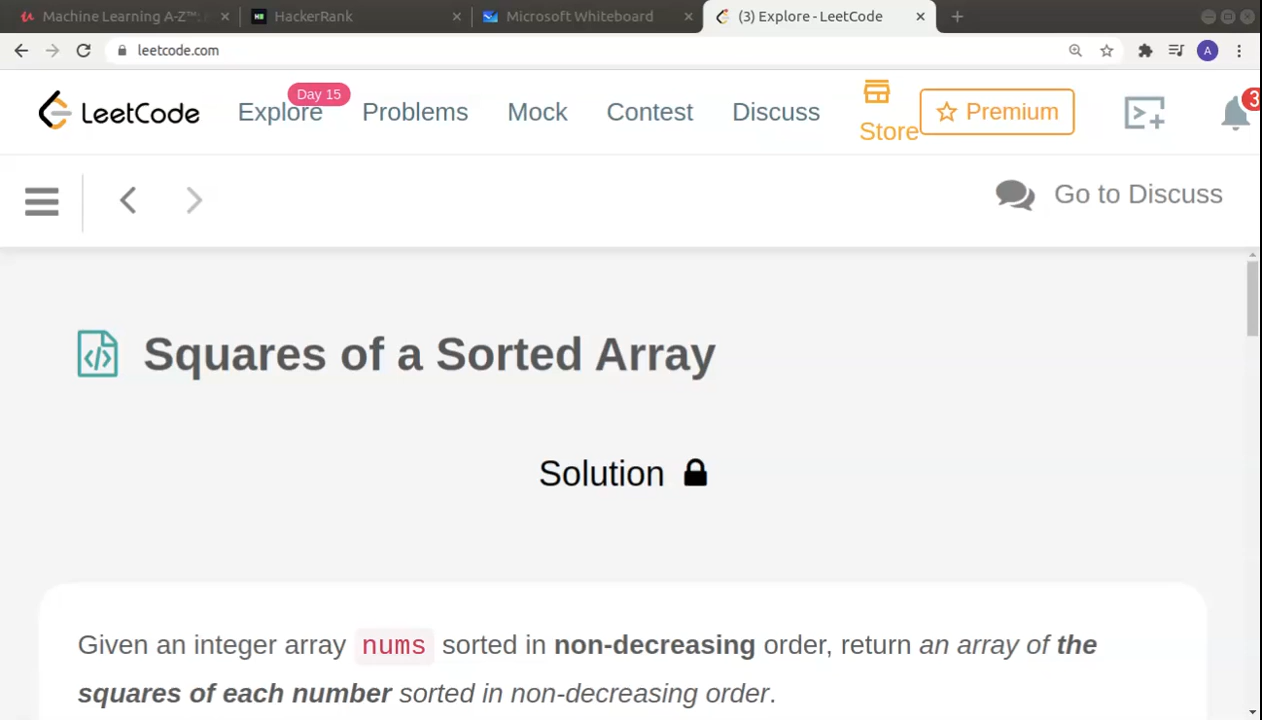 Machine Learning A-Z™:
HackerRank
Microsoft Whiteboard
(3) Explore - LeetCode
leetcode.com
A
LeetCode
Explore
Day 15
Problems
Mock
Contest
Discuss
Store
Premium
3
Go to Discuss
Squares of a Sorted Array
Solution
Given an integer array nums sorted in non-decreasing order, return an array of the
squares of each number sorted in non-decreasing order.